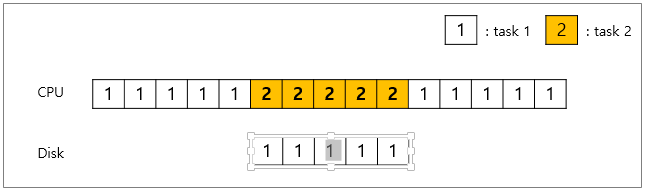 1 : task 1 2 : task 2
CPU 1 1 1 1 1 2 2 2 2 2 1 1 1 1 1
Disk 1 1 1 1 1